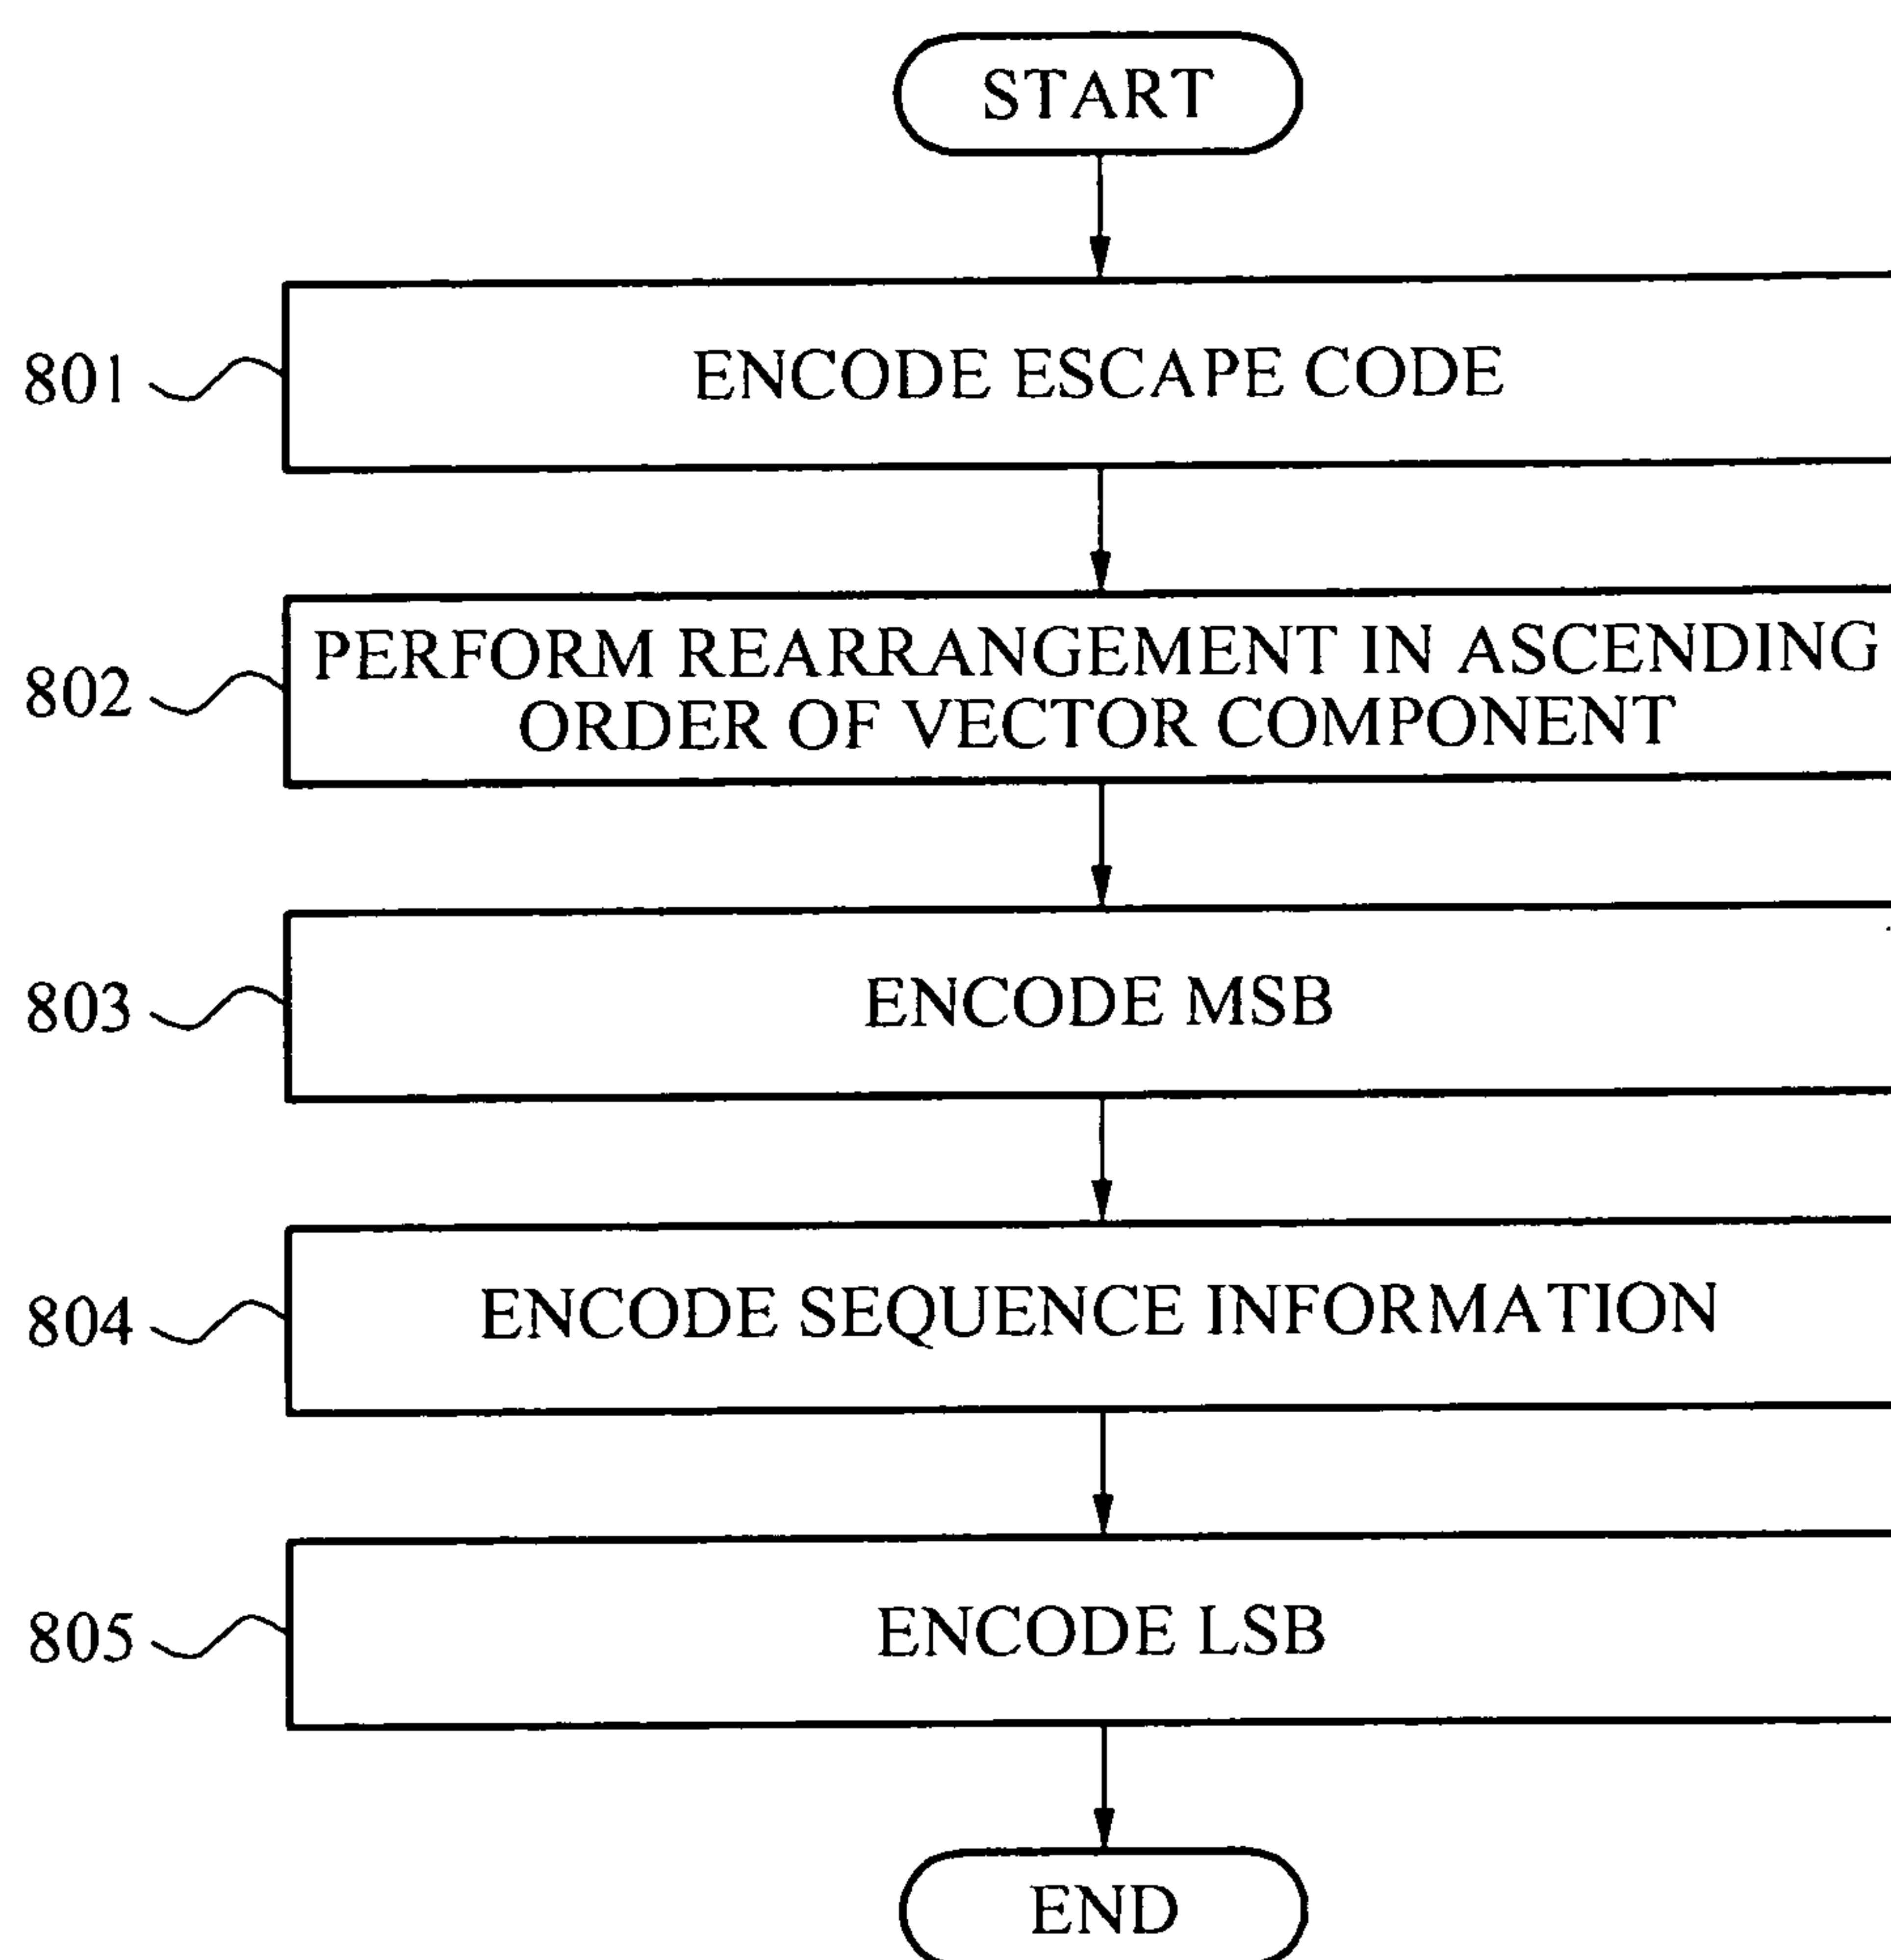 START
801
ENCODE ESCAPE CODE
802
PERFORM REARRANGEMENT IN ASCENDING
ORDER OF VECTOR COMPONENT
803
ENCODE MSB
804
ENCODE SEQUENCE INFORMATION
805
ENCODE LSB
END